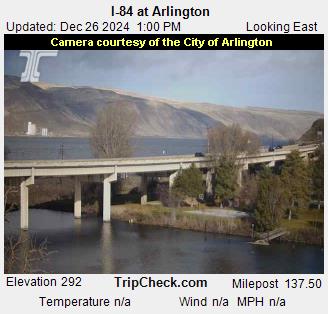 I-84 at Arlington
Updated: Dec 26 2024 1:00 PM Looking East
Camera courtesy of the City of Arlington
Elevation 292 TripCheck.com Milepost 137.50
Temperature n/a Wind n/a MPH n/a